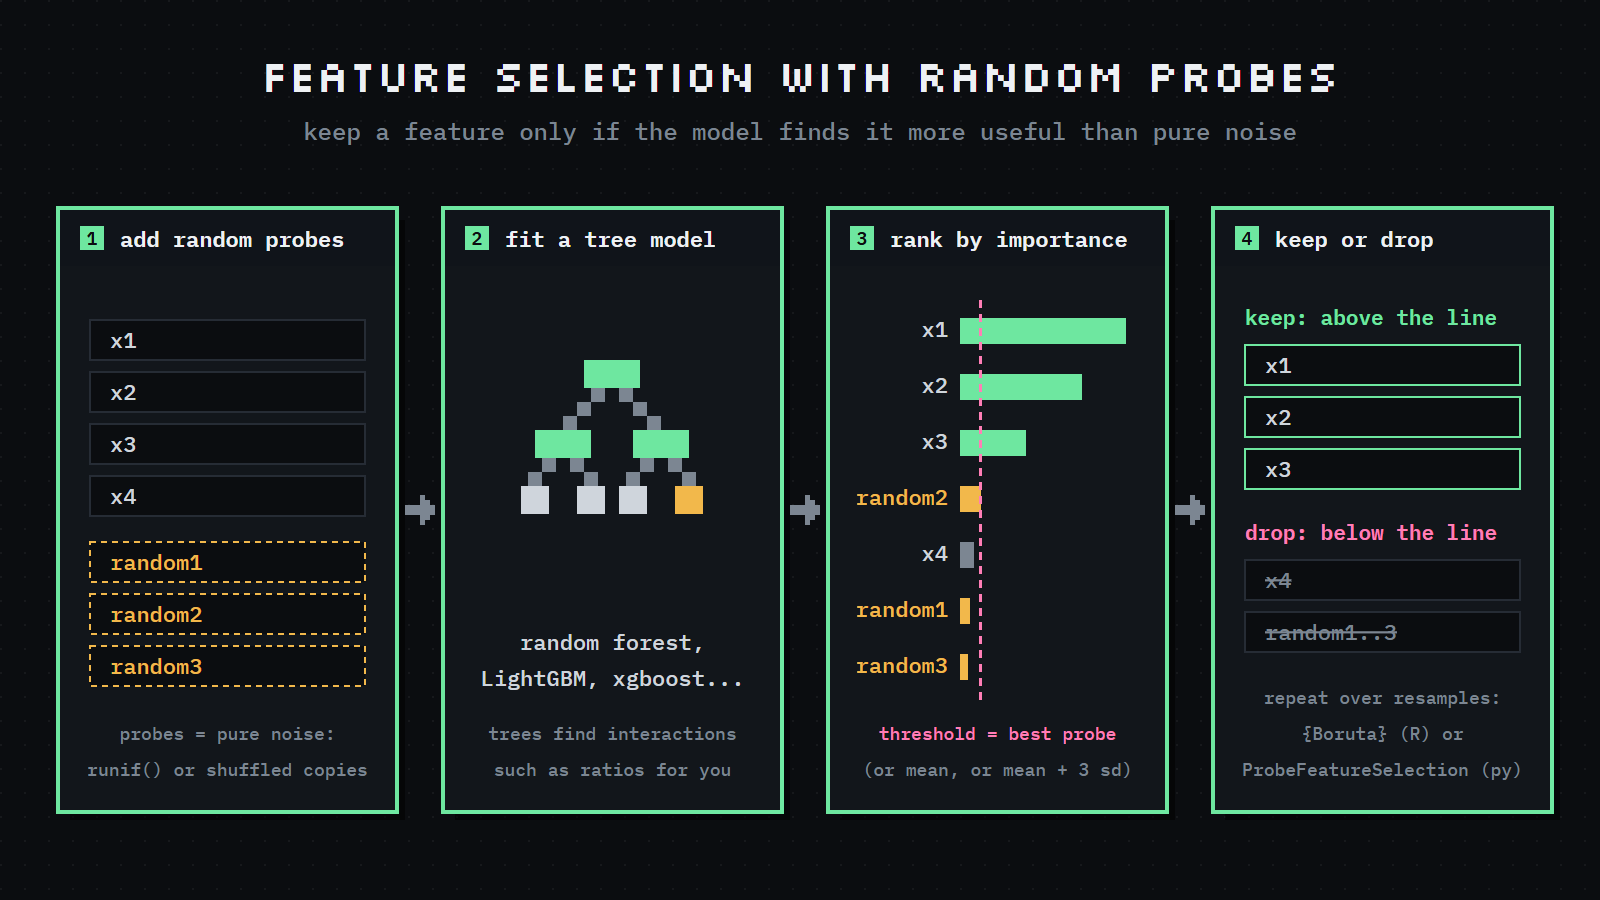 FEATURE SELECTION WITH RANDOM PROBES
keep a feature only if the model finds it more useful than pure noise
1 add random probes
x1
x2
x3
x4
random1
random2
random3
probes = pure noise:
runif() or shuffled copies
2 fit a tree model
random forest,
LightGBM, xgboost...
trees find interactions
such as ratios for you
3 rank by importance
x1
x2
x3
random2
x4
random1
random3
threshold = best probe
(or mean, or mean + 3 sd)
4 keep or drop
keep: above the line
x1
x2
x3
drop: below the line
x4
random1..3
repeat over resamples:
{Boruta} (R) or
ProbeFeatureSelection (py)